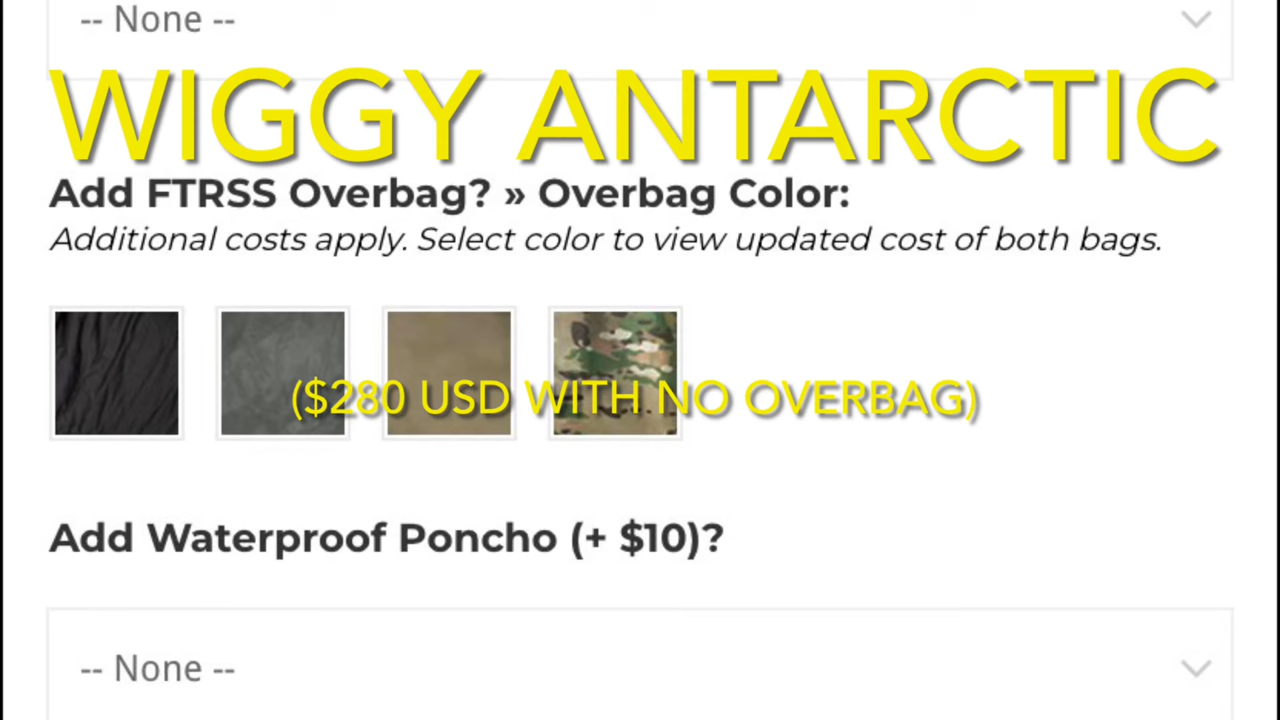 -- None --
WIGGY ANTARCTIC
Add FTRSS Overbag? » Overbag Color:
Additional costs apply. Select color to view updated cost of both bags.
($280 USD WITH NO OVERBAG)
Add Waterproof Poncho (+ $10)?
-- None --